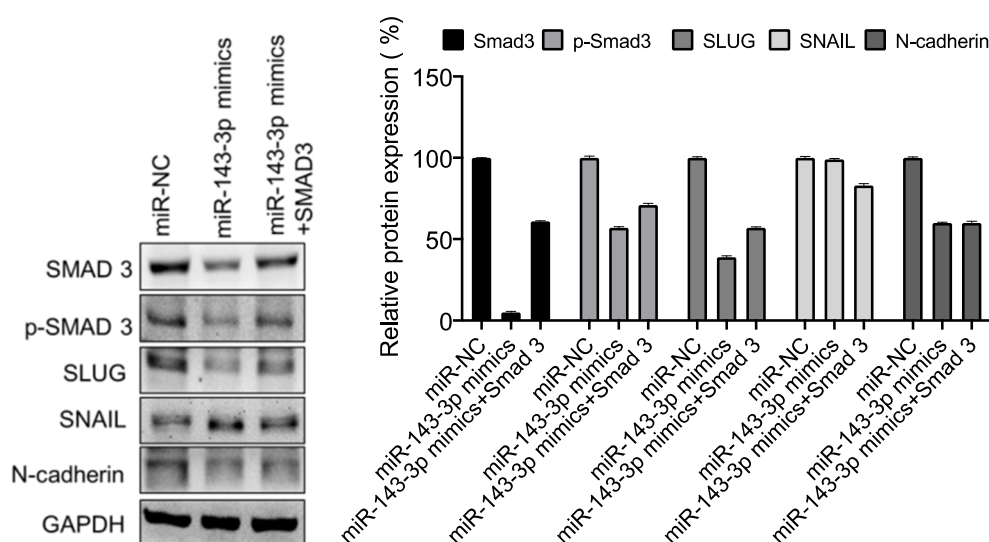 miR-NC
miR-143-3p mimics
miR-143-3p mimics
+SMAD3
SMAD 3
p-SMAD 3
SLUG
SNAIL
N-cadherin
GAPDH
Relative protein expression ( %)
Smad3 p-Smad3 SLUG SNAIL N-cadherin
150
100
50
0
miR-NC
miR-143-3p mimics
miR-143-3p mimics+Smad 3
miR-NC
miR-143-3p mimics
miR-143-3p mimics+Smad 3
miR-NC
miR-143-3p mimics
miR-143-3p mimics+Smad 3
miR-NC
miR-143-3p mimics
miR-143-3p mimics+Smad 3
miR-NC
miR-143-3p mimics
miR-143-3p mimics+Smad 3